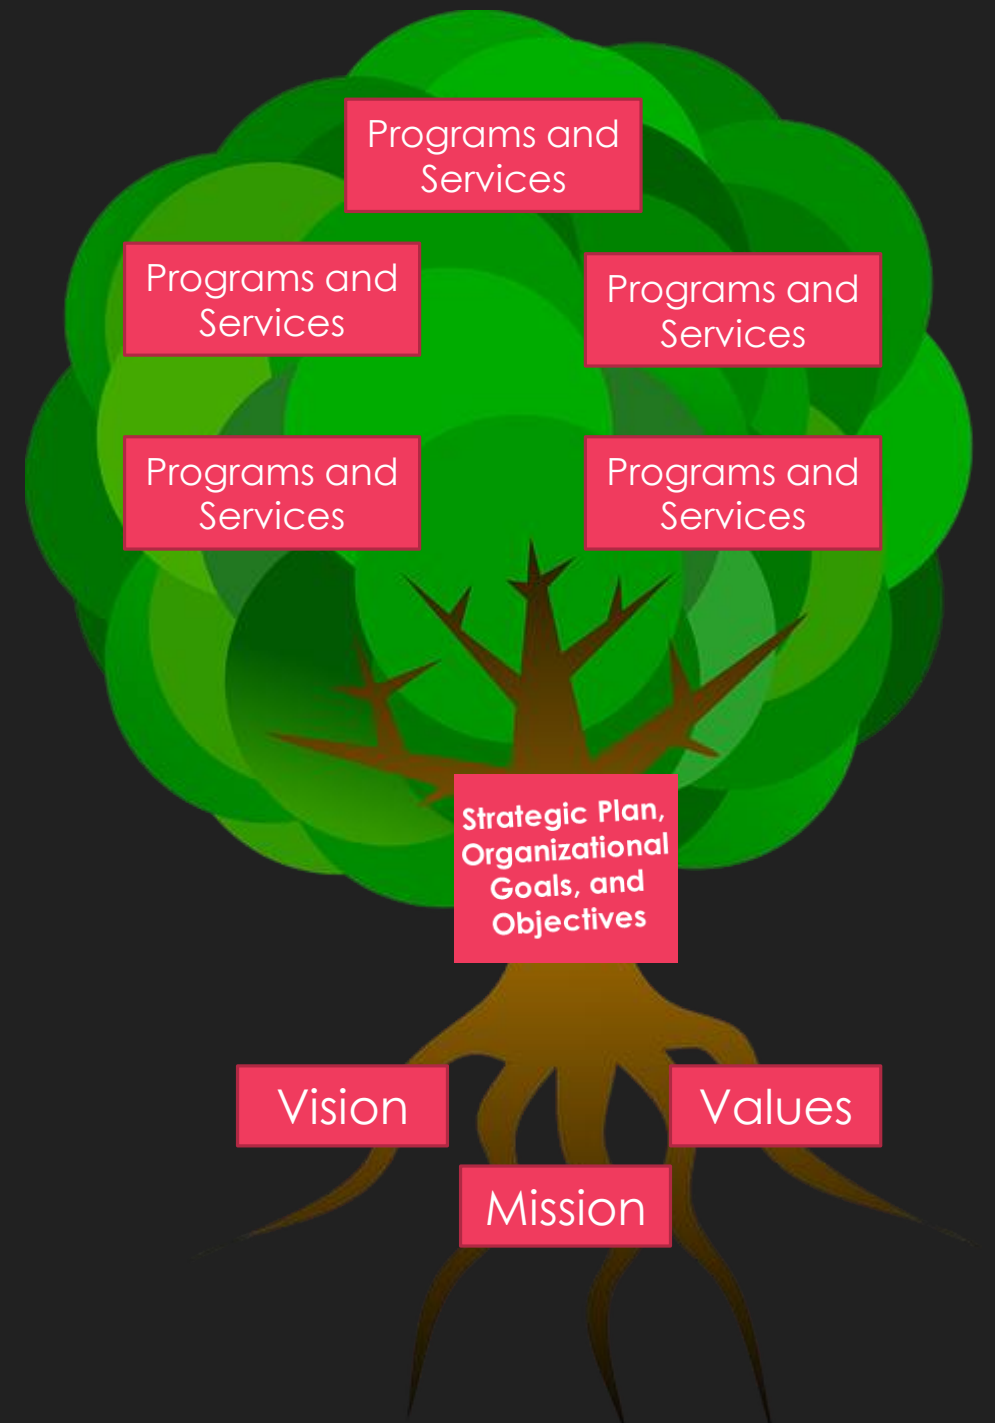 Programs and
Services
Programs and
Services
Programs and
Services
Programs and
Services
Programs and
Services
Strategic Plan,
Organizational
Goals, and
Objectives
Vision
Values
Mission